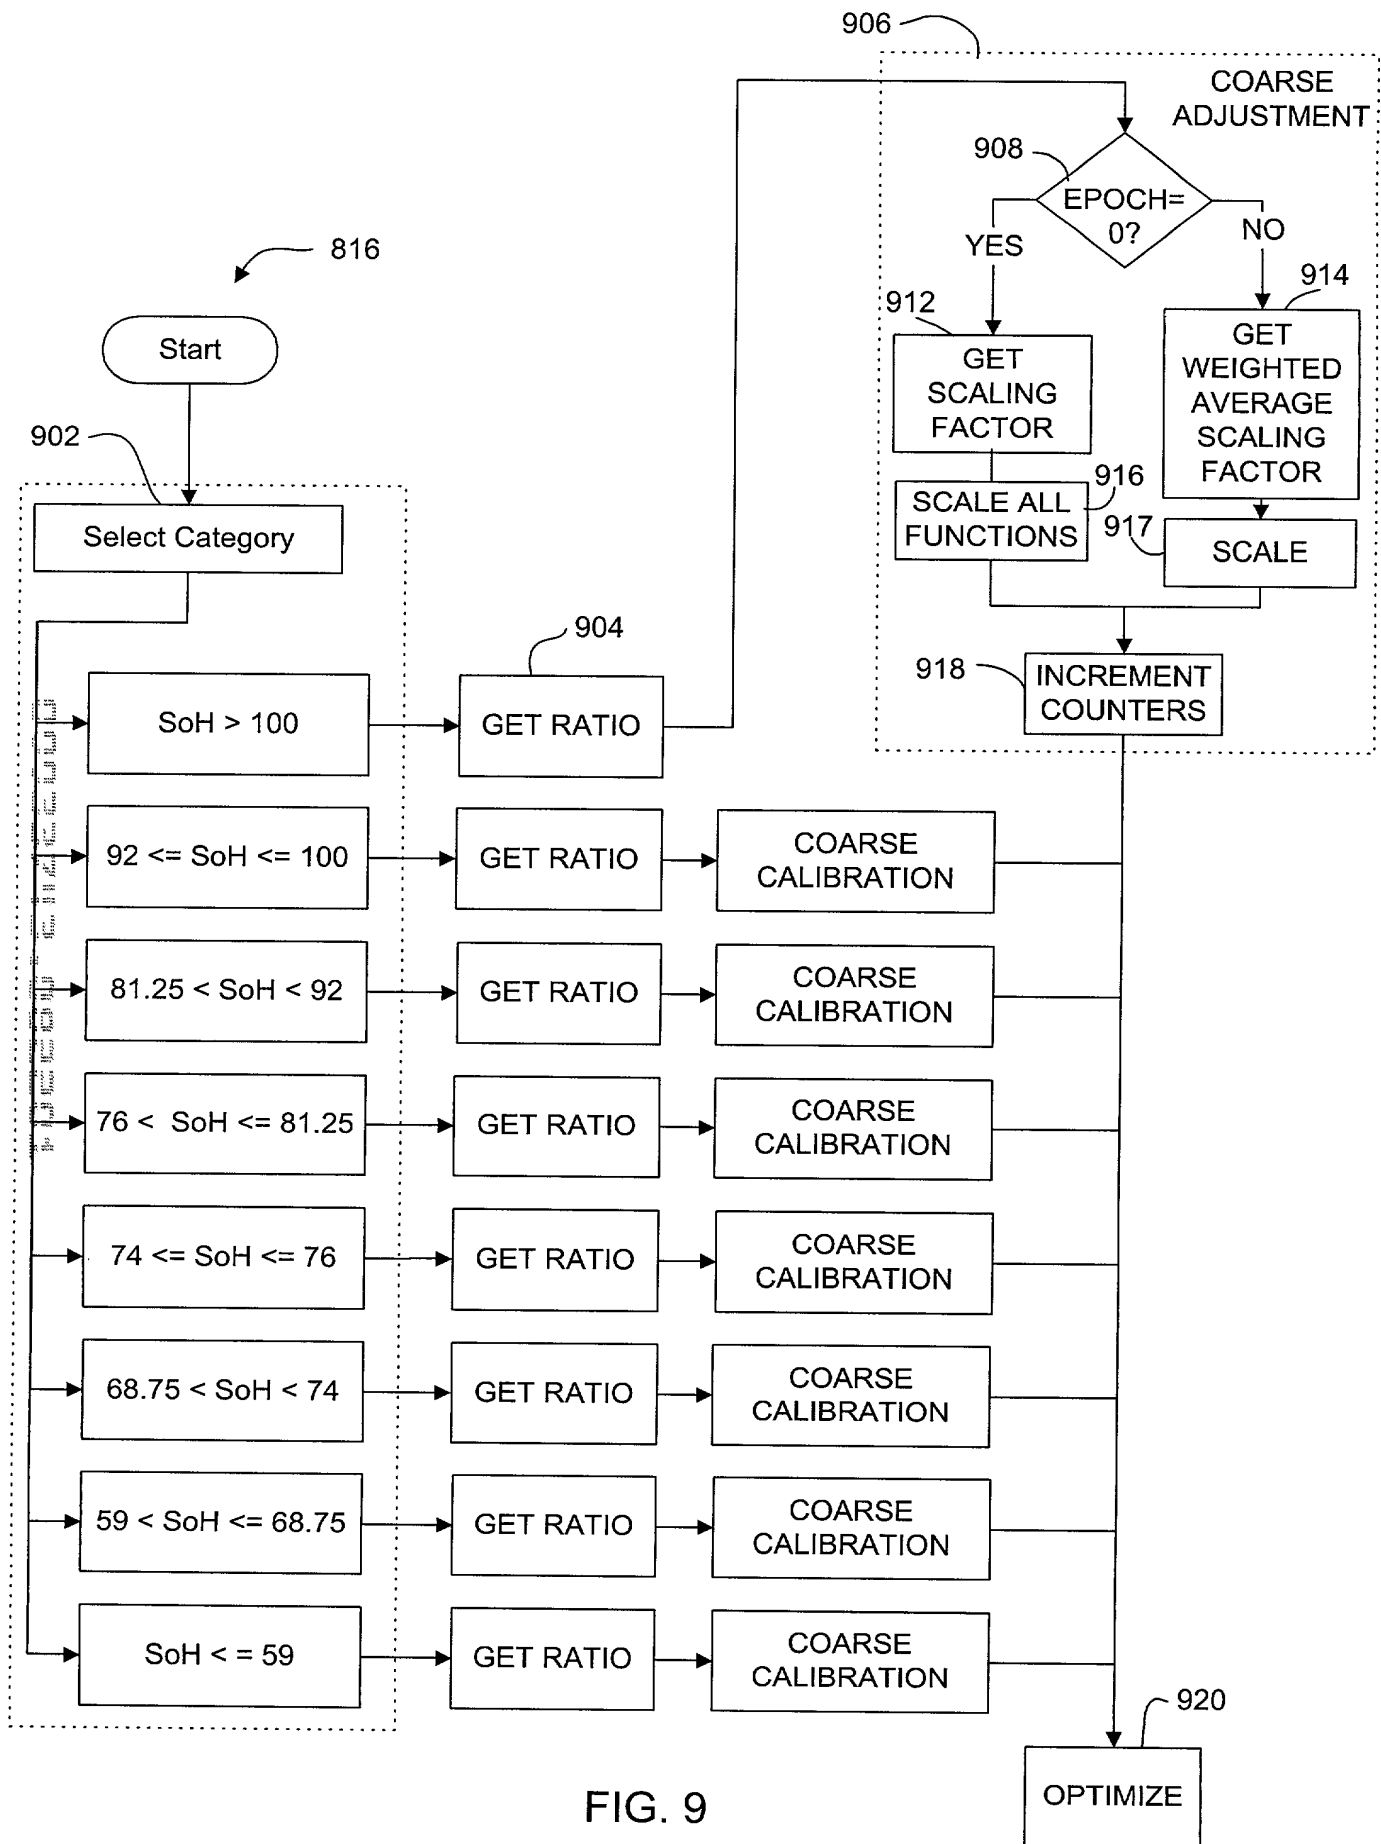 906
COARSE
ADJUSTMENT
908
EPOCH=
0?
YES
NO
816
Start
912
914
GET
SCALING
FACTOR
GET
WEIGHTED
AVERAGE
SCALING
FACTOR
902
Select Category
916
SCALE ALL
FUNCTIONS
917
SCALE
904
918
INCREMENT
COUNTERS
SoH > 100
GET RATIO
92 <= SoH <= 100
GET RATIO
COARSE
CALIBRATION
81.25 < SoH < 92
GET RATIO
COARSE
CALIBRATION
76 < SoH <= 81.25
GET RATIO
COARSE
CALIBRATION
74 <= SoH <= 76
GET RATIO
COARSE
CALIBRATION
68.75 < SoH < 74
GET RATIO
COARSE
CALIBRATION
59 < SoH <= 68.75
GET RATIO
COARSE
CALIBRATION
SoH < = 59
GET RATIO
COARSE
CALIBRATION
920
OPTIMIZE
FIG. 9